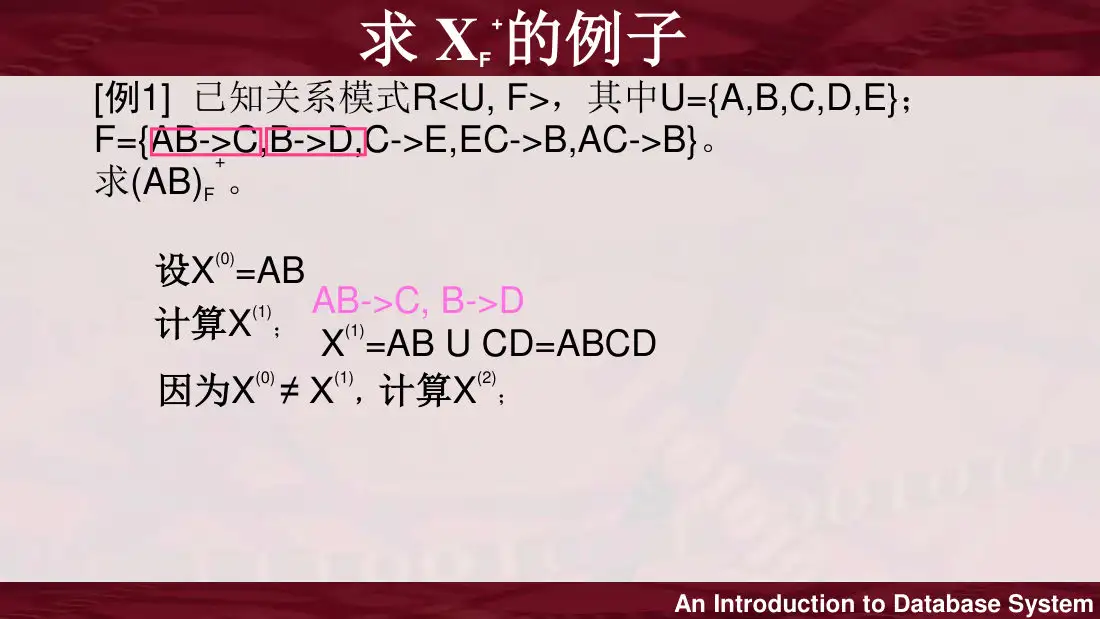 求 X_F^+ 的例子
[例1] 已知关系模式R<U, F>，其中U={A,B,C,D,E}；
F={AB->C,B->D,C->E,EC->B,AC->B}。
求(AB)_F^+。
设X^(0)=AB
AB->C, B->D
计算X^(1)；
X^(1)=AB U CD=ABCD
因为X^(0) ≠ X^(1)，计算X^(2)；
An Introduction to Database System